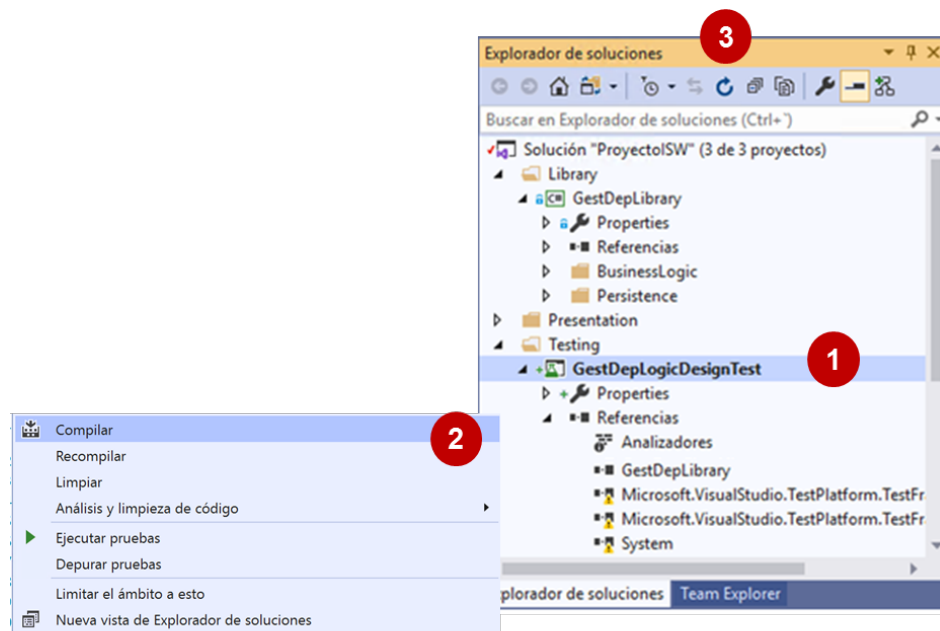 3
Explorador de soluciones
Buscar en Explorador de soluciones (Ctrl+¨)
Solución "ProyectoISW" (3 de 3 proyectos)
Library
C# GestDepLibrary
Properties
Referencias
BusinessLogic
Persistence
Presentation
Testing
1
GestDepLogicDesignTest
Properties
Referencias
Analizadores
GestDepLibrary
Microsoft.VisualStudio.TestPlatform.TestFr
Microsoft.VisualStudio.TestPlatform.TestFr
System
plorador de soluciones Team Explorer
2
Compilar
Recompilar
Limpiar
Análisis y limpieza de código
Ejecutar pruebas
Depurar pruebas
Limitar el ámbito a esto
Nueva vista de Explorador de soluciones